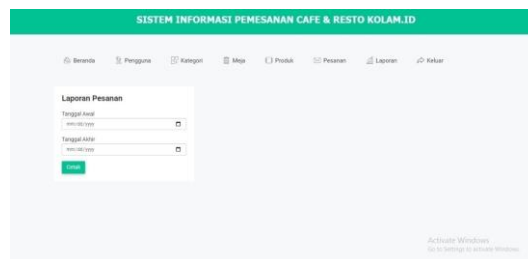 SISTEM INFORMASI PEMESANAN CAFE & RESTO KOLAM.ID
Beranda Pengguna Kategori Meja Produk Pesanan Laporan Keluar
Laporan Pesanan
Tanggal Awal
mm/dd/yyyy
Tanggal Akhir
mm/dd/yyyy
Cetak
Activate Windows
Go to Settings to activate Windows.